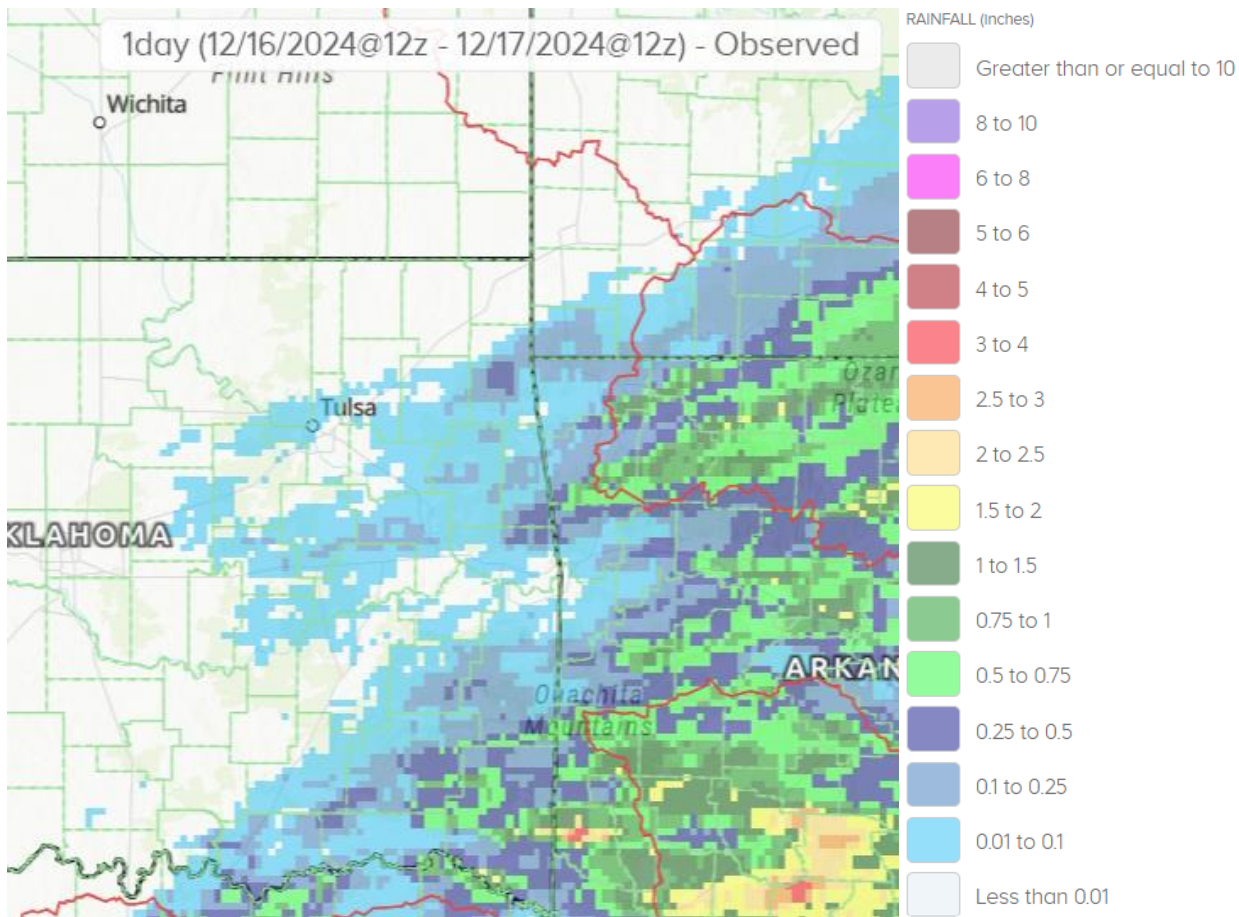 1day (12/16/2024@12z - 12/17/2024@12z) - Observed
Flint Hills
Wichita
Tulsa
Ozar
Platea
KLAHOMA
ARKAN
Ouachita
Mountains
RAINFALL (Inches)
Greater than or equal to 10
8 to 10
6 to 8
5 to 6
4 to 5
3 to 4
2.5 to 3
2 to 2.5
1.5 to 2
1 to 1.5
0.75 to 1
0.5 to 0.75
0.25 to 0.5
0.1 to 0.25
0.01 to 0.1
Less than 0.01